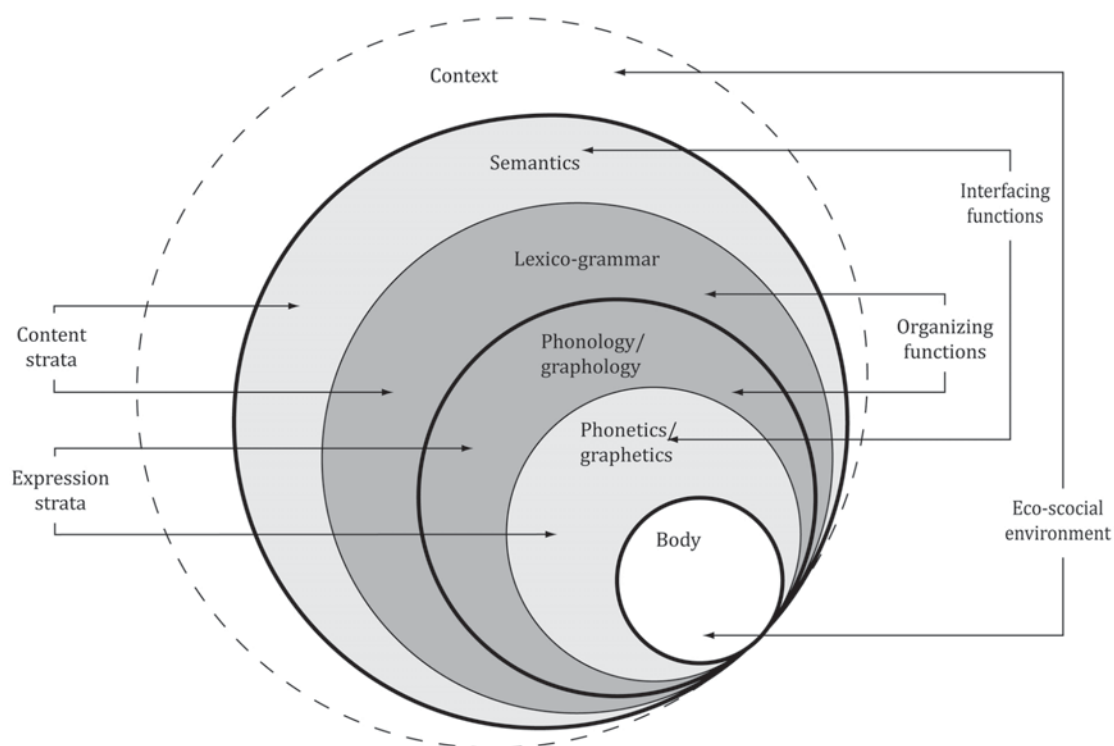 Context
Semantics
Interfacing
functions
Lexico-grammar
Content
strata
Organizing
functions
Phonology/
graphology
Phonetics/
graphetics
Expression
strata
Eco-scocial
environment
Body